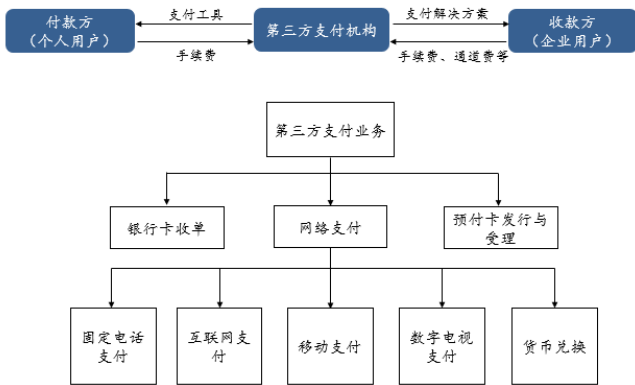 付款方
（个人用户）
支付工具
手续费
第三方支付机构
支付解决方案
手续费、通道费等
收款方
（企业用户）
第三方支付业务
银行卡收单
网络支付
预付卡发行与
受理
固定电话
支付
互联网支
付
移动支付
数字电视
支付
货币兑换